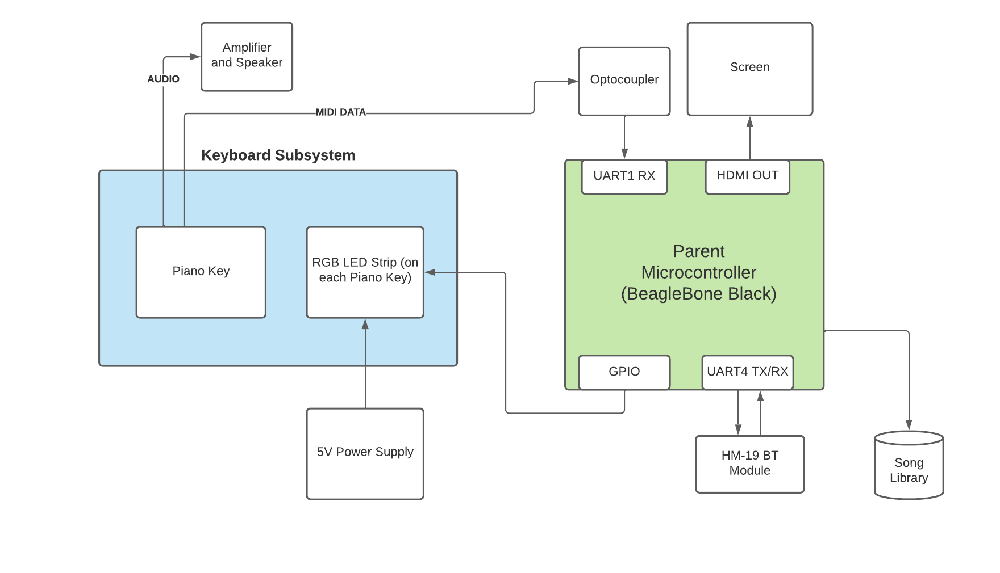 Amplifier
and Speaker
AUDIO
Optocoupler
Screen
MIDI DATA
Keyboard Subsystem
UART1 RX
HDMI OUT
Piano Key
RGB LED Strip (on
each Piano Key)
Parent
Microcontroller
(BeagleBone Black)
GPIO
UART4 TX/RX
5V Power Supply
HM-19 BT
Module
Song
Library